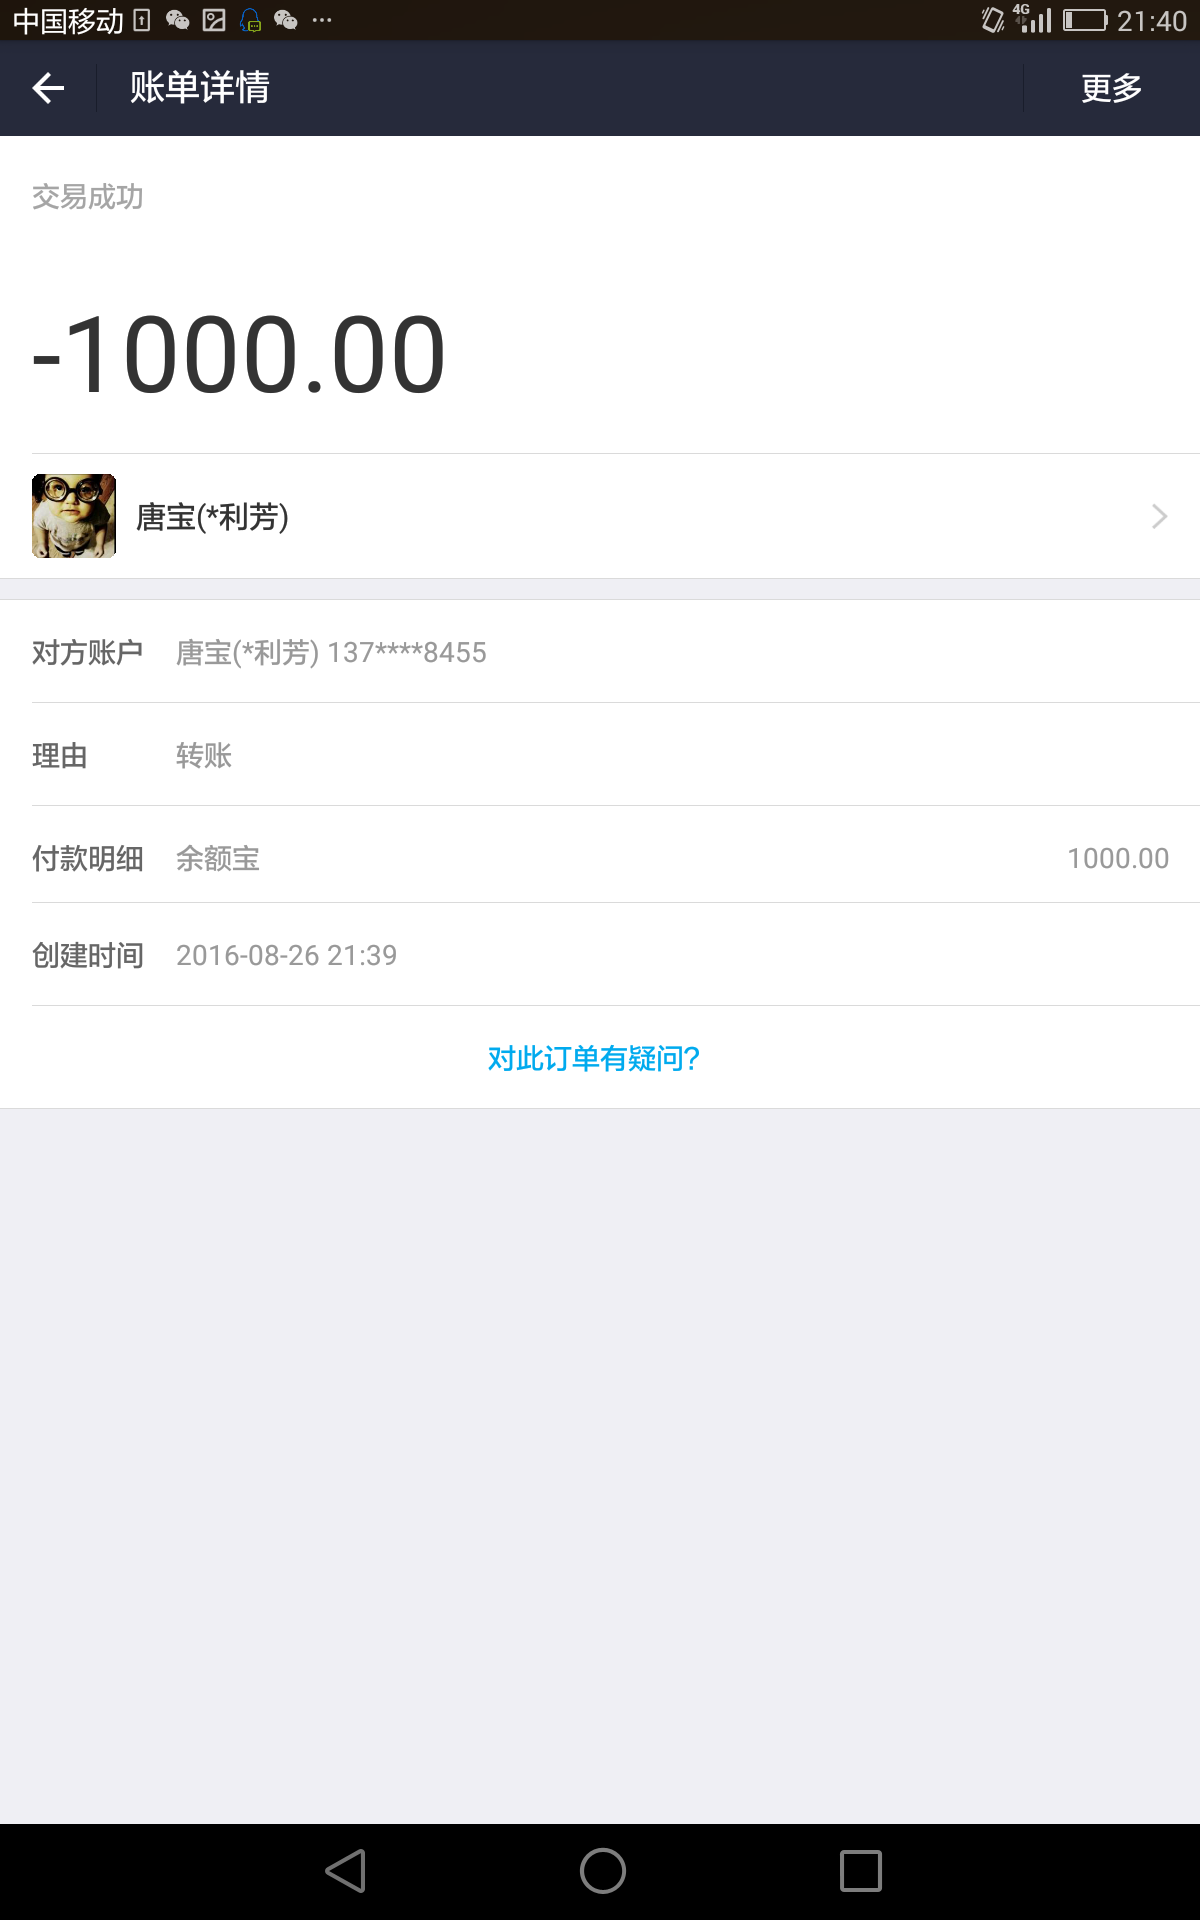 中国移动 4G 21:40
账单详情 更多
交易成功
-1000.00
唐宝(*利芳)
对方账户 唐宝(*利芳) 137****8455
理由 转账
付款明细 余额宝 1000.00
创建时间 2016-08-26 21:39
对此订单有疑问?